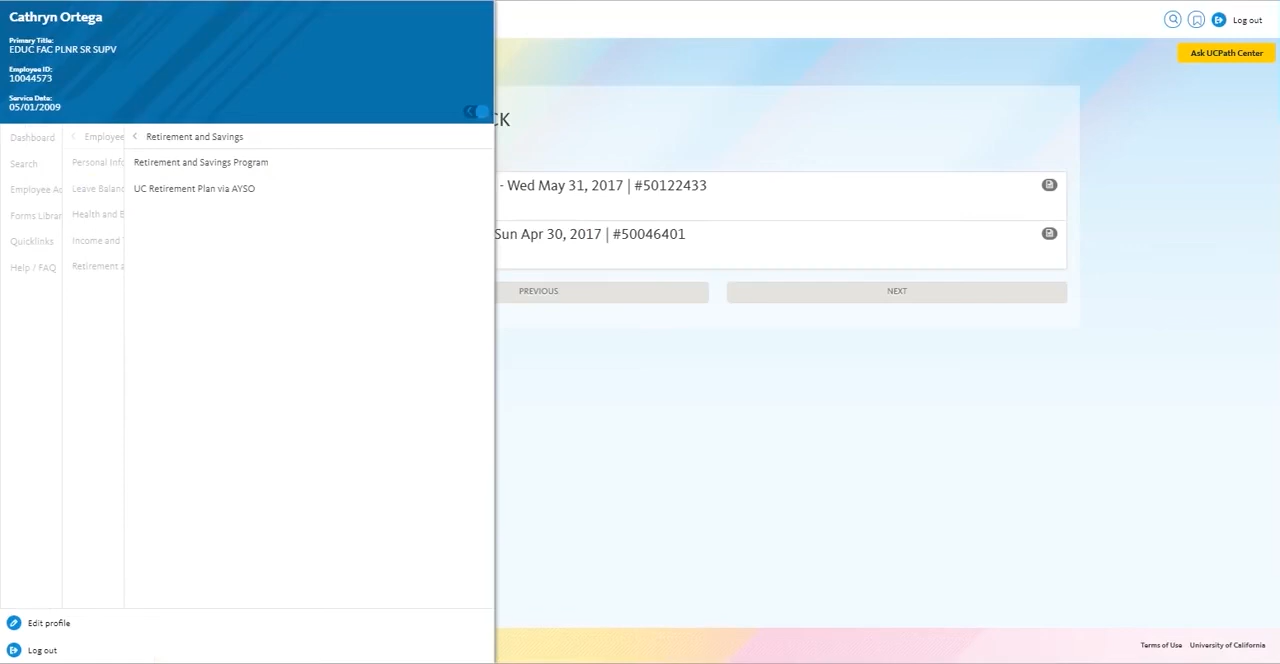 Cathryn Ortega
Primary Title:
EDUC FAC PLNR SR SUPV
Employee ID:
10044573
Service Date:
05/01/2009
Log out
Ask UCPath Center
Dashboard
Search
Employee Ac
Forms Librar
Quicklinks
Help / FAQ
Employee
Personal Info
Leave Balanc
Health and B
Income and
Retirement a
Retirement and Savings
Retirement and Savings Program
UC Retirement Plan via AYSO
CK
- Wed May 31, 2017 | #50122433
Sun Apr 30, 2017 | #50046401
PREVIOUS
NEXT
Edit profile
Log out
Terms of Use
University of California